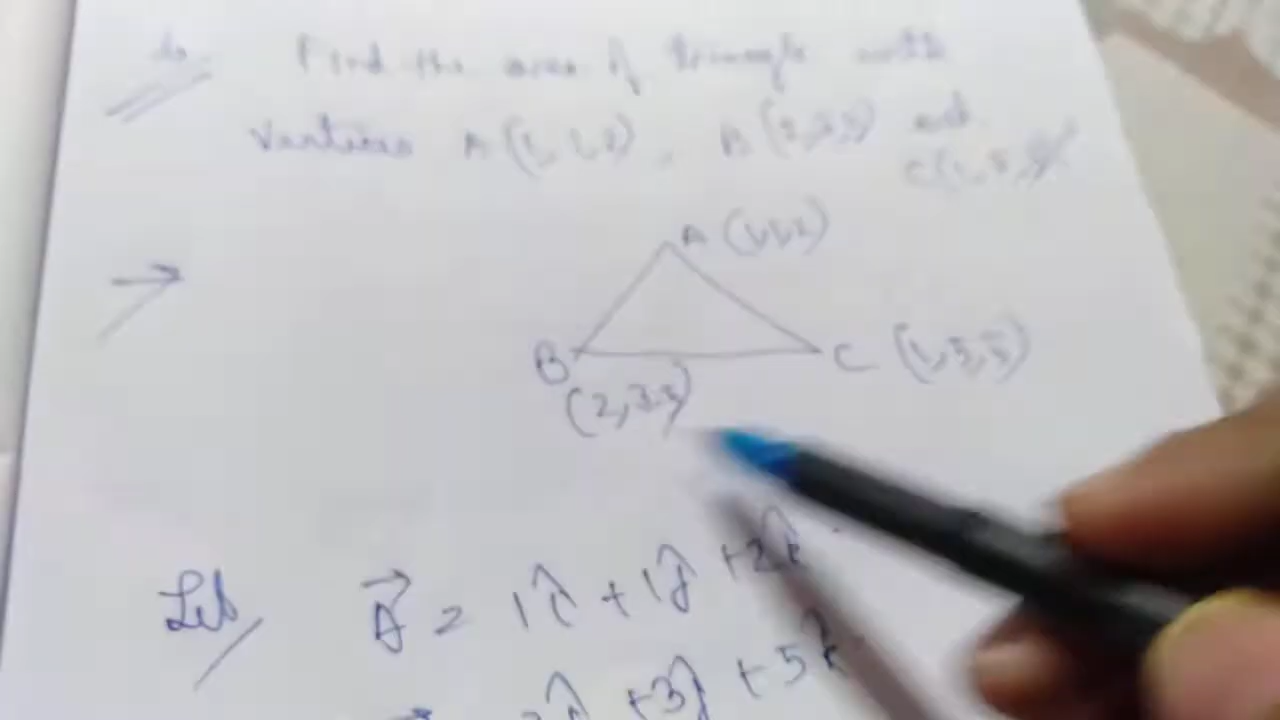 Find the area of triangle with
Vertices A(1,1,2), B(2,3,5) and
C(1,5,5)
A (1,1,2)
B
C (1,5,5)
(2,3,5)
Let A⃗ = 1î + 1ĵ + 2k̂
+3ĵ + 5k̂